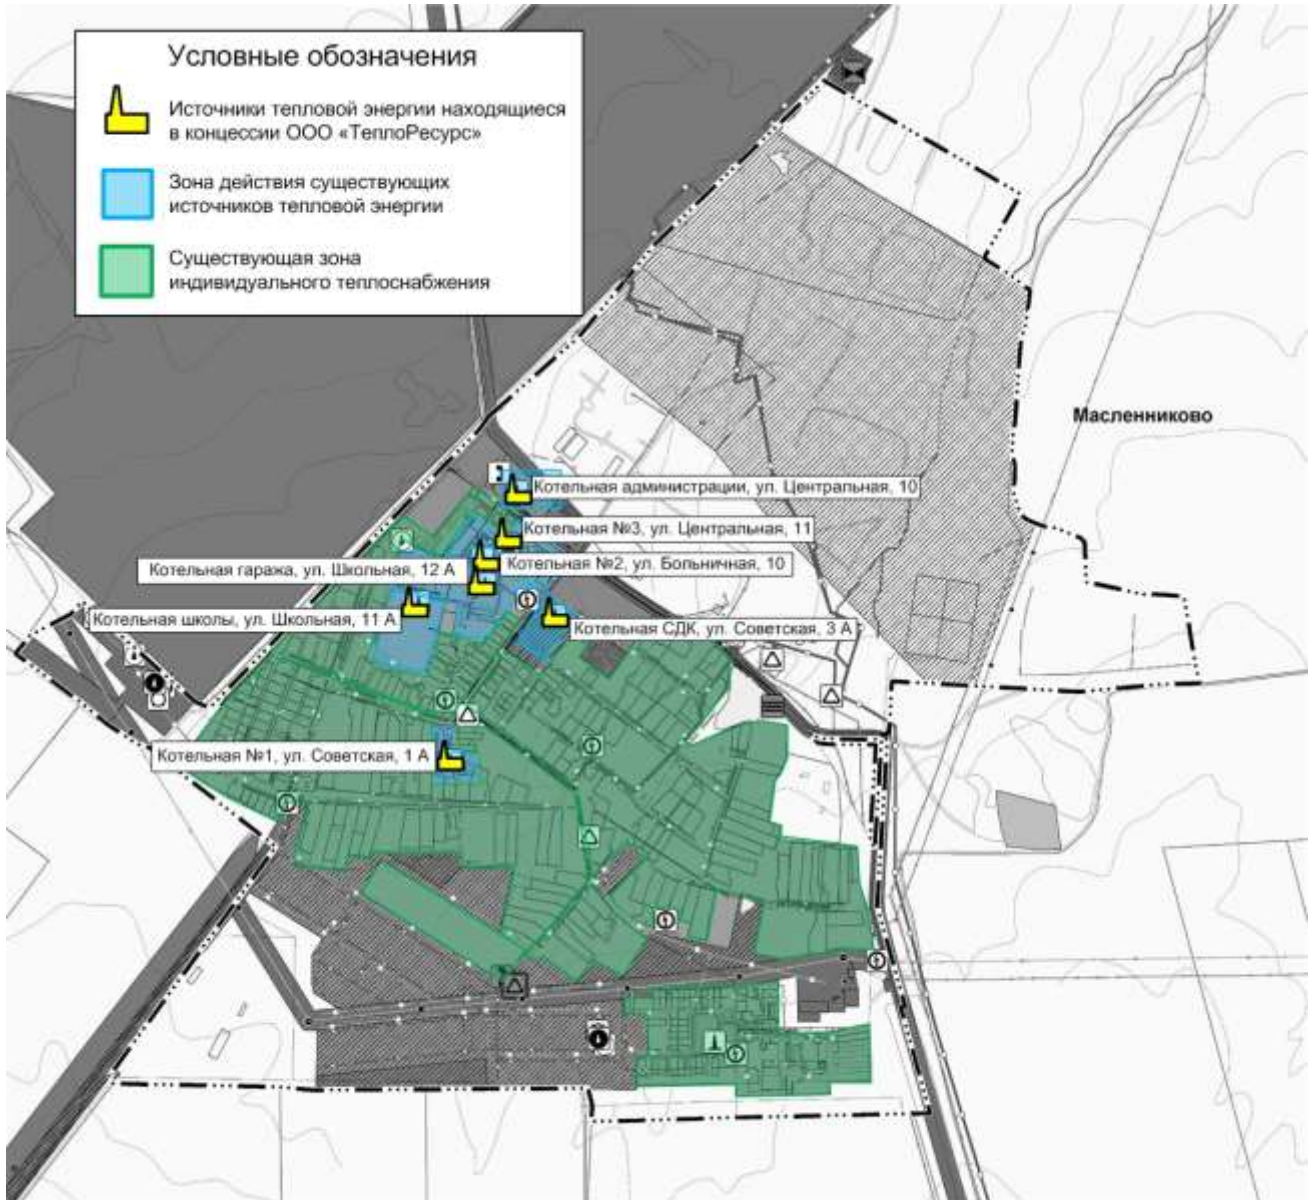 Условные обозначения
Источники тепловой энергии находящиеся
в концессии ООО «ТеплоРесурс»
Зона действия существующих
источников тепловой энергии
Существующая зона
индивидуального теплоснабжения
Масленниково
Котельная администрации, ул. Центральная, 10
Котельная №3, ул. Центральная, 11
Котельная №2, ул. Больничная, 10
Котельная гаража, ул. Школьная, 12 А
Котельная школы, ул. Школьная, 11 А
Котельная СДК, ул. Советская, 3 А
Котельная №1, ул. Советская, 1 А